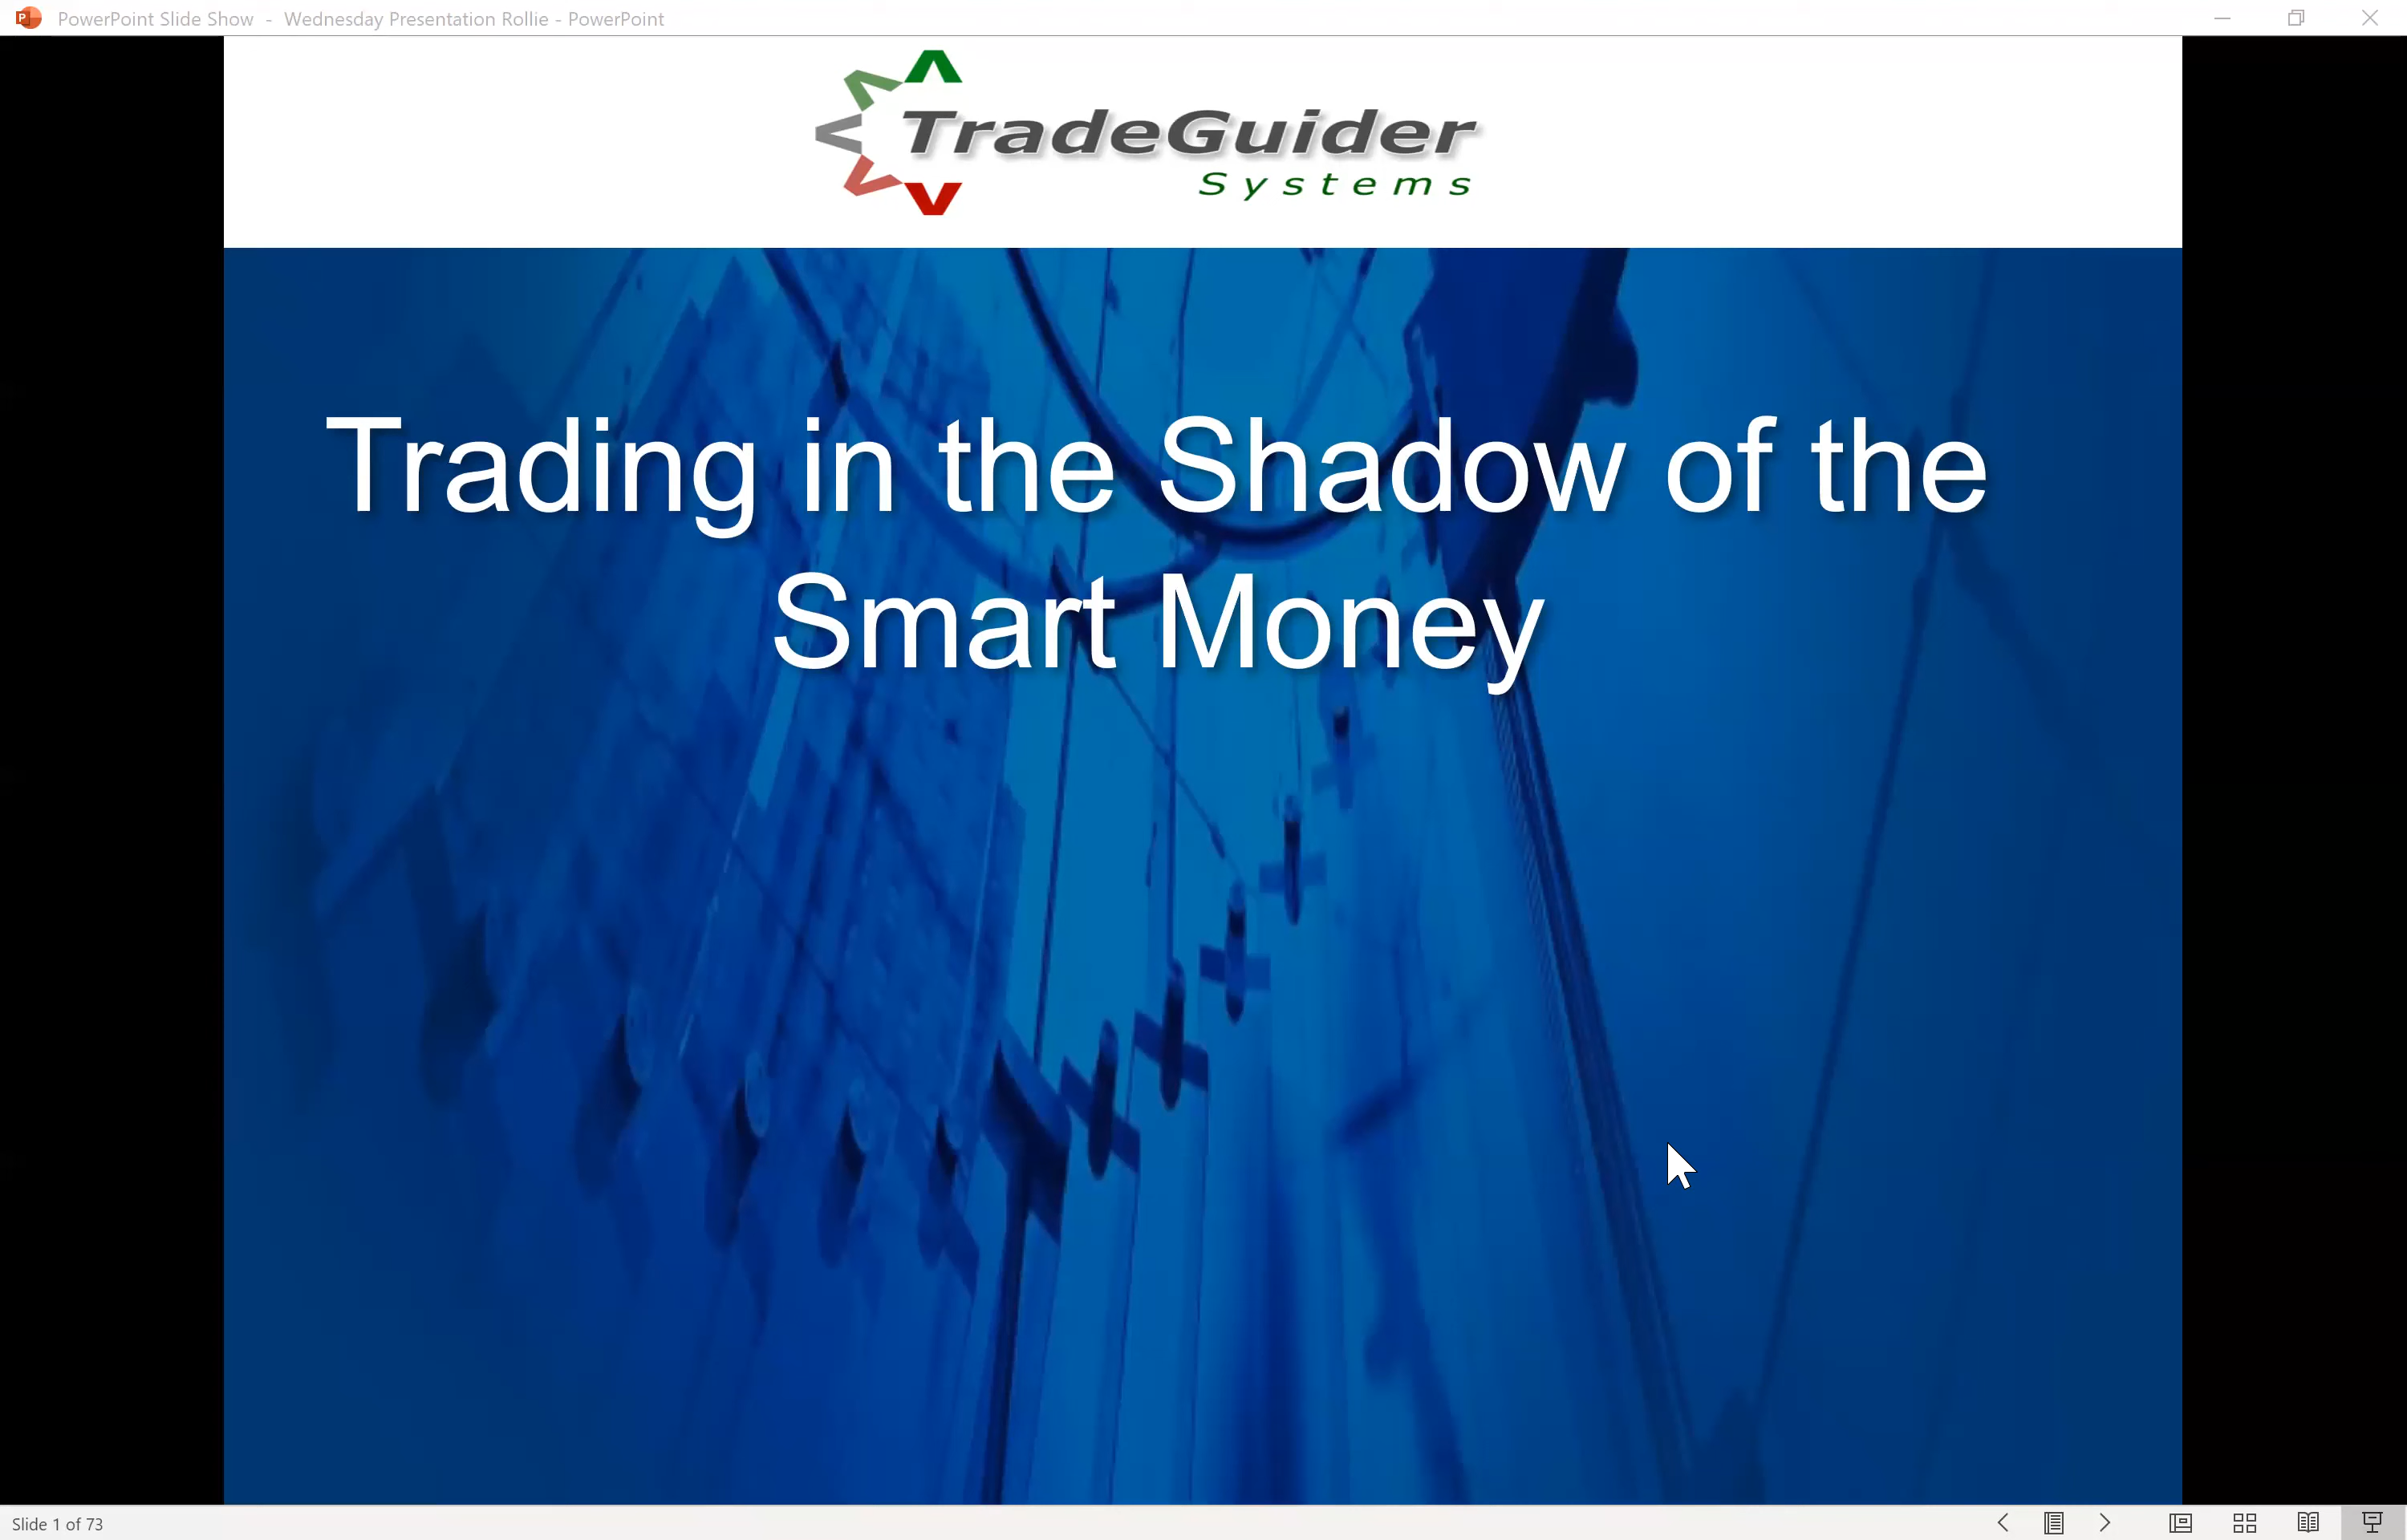 PowerPoint Slide Show - Wednesday Presentation Rollie - PowerPoint
TradeGuider
Systems
Trading in the Shadow of the
Smart Money
Slide 1 of 73